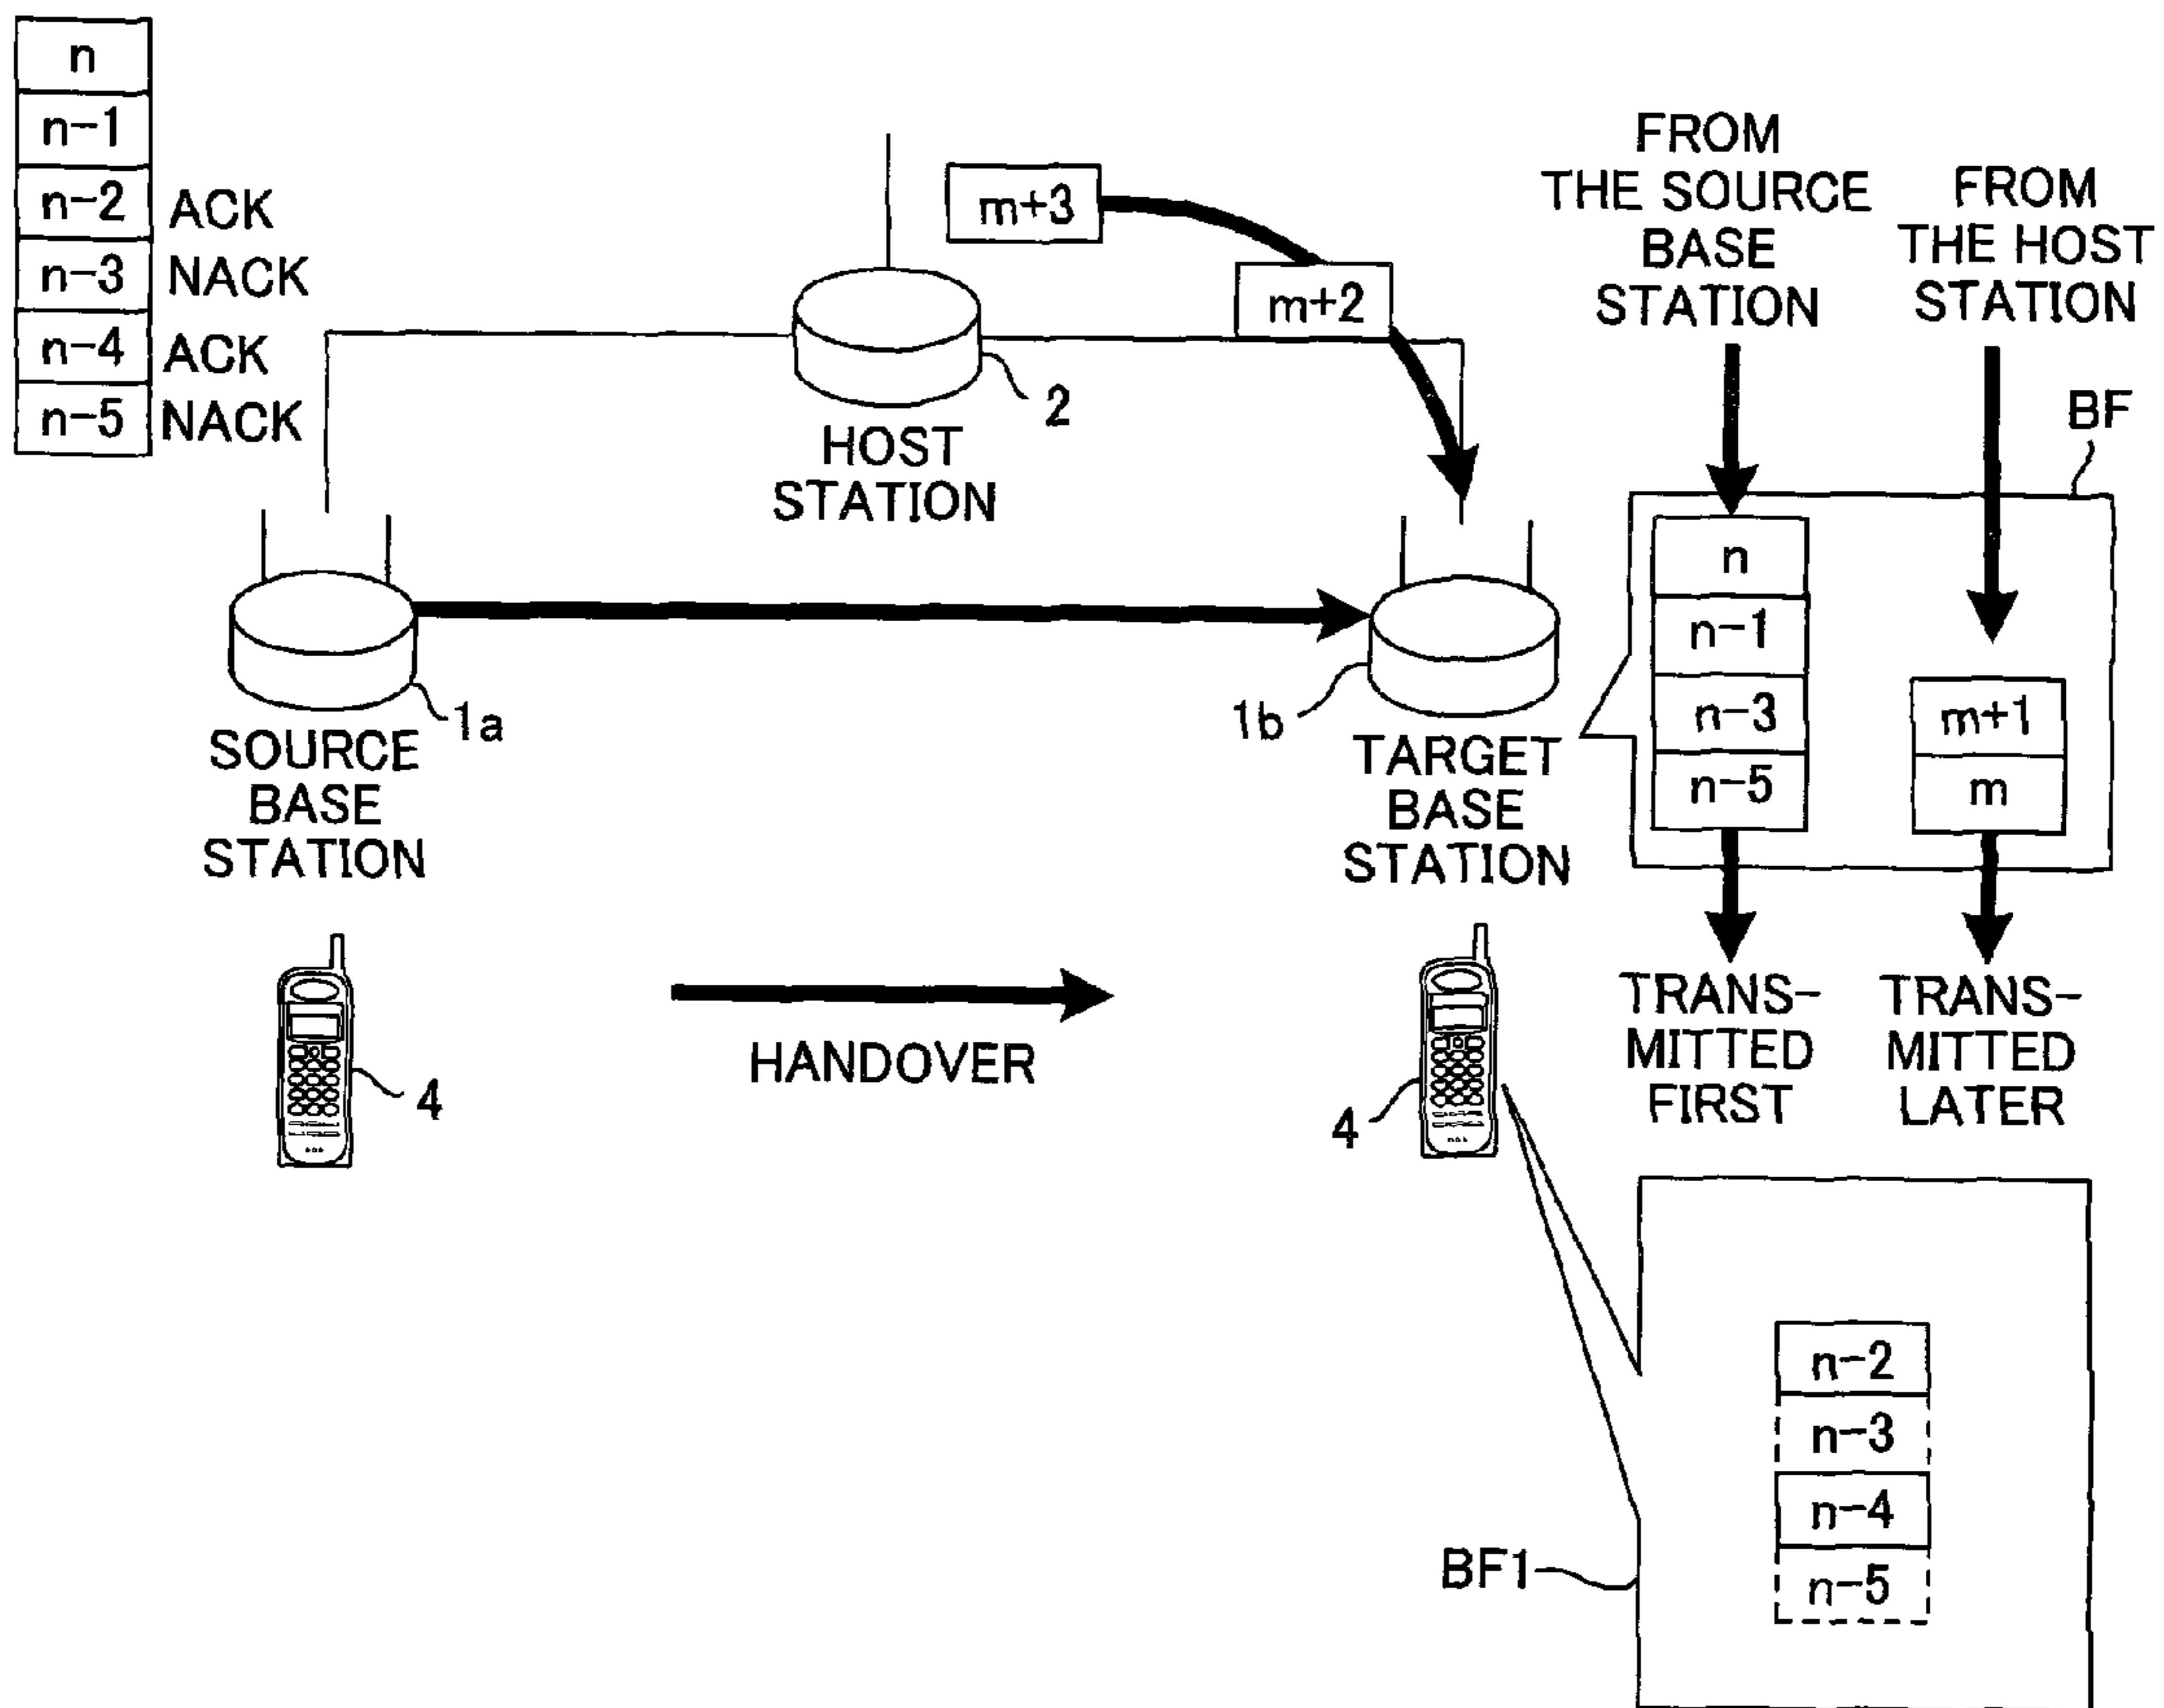 n
n-1
n-2 ACK
n-3 NACK
n-4 ACK
n-5 NACK
m+3
m+2
2
HOST
STATION
FROM
THE SOURCE
BASE
STATION
FROM
THE HOST
STATION
BF
n
n-1
n-3
n-5
m+1
m
1a
SOURCE
BASE
STATION
1b
TARGET
BASE
STATION
TRANS-
MITTED
FIRST
TRANS-
MITTED
LATER
4
HANDOVER
4
n-2
n-3
n-4
n-5
BF1